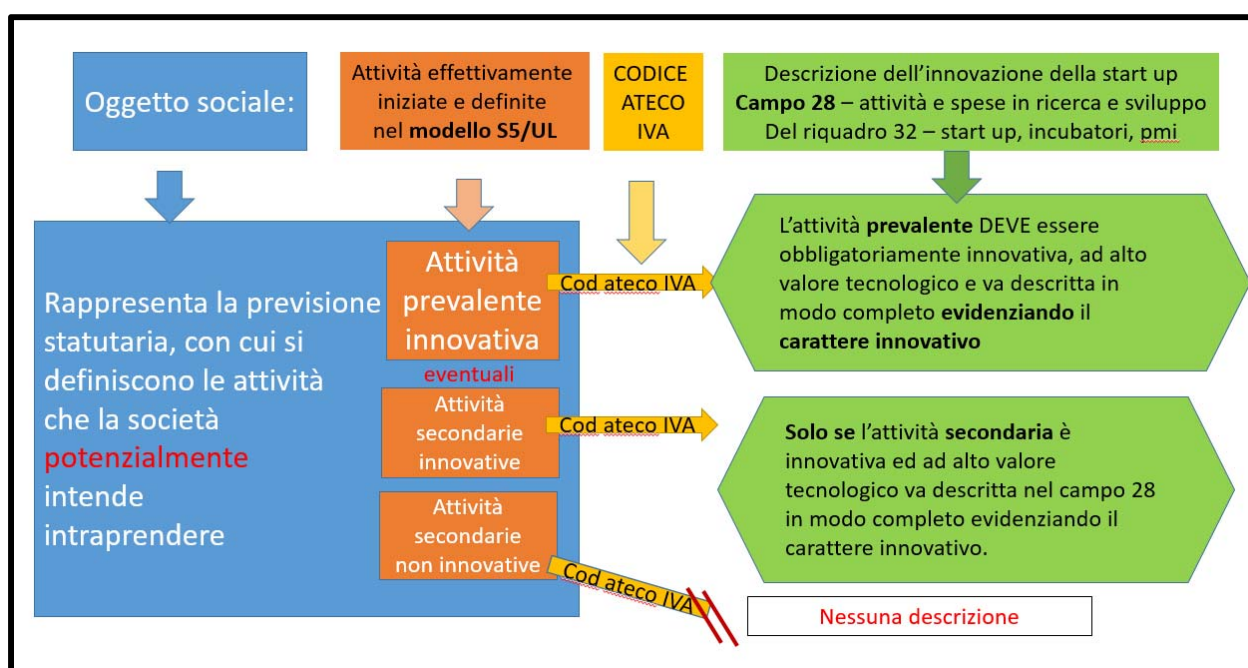 Oggetto sociale:
Attività effettivamente
iniziate e definite
nel modello S5/UL
CODICE
ATECO
IVA
Descrizione dell'innovazione della start up
Campo 28 – attività e spese in ricerca e sviluppo
Del riquadro 32 – start up, incubatori, pmi
Rappresenta la previsione
statutaria, con cui si
definiscono le attività
che la società
potenzialmente
intende
intraprendere
Attività
prevalente
innovativa
Cod ateco IVA
L'attività prevalente DEVE essere
obbligatoriamente innovativa, ad alto
valore tecnologico e va descritta in
modo completo evidenziando il
carattere innovativo
eventuali
Attività
secondarie
innovative
Cod ateco IVA
Solo se l'attività secondaria è
innovativa ed ad alto valore
tecnologico va descritta nel campo 28
in modo completo evidenziando il
carattere innovativo.
Attività
secondarie
non innovative
Cod ateco IVA
Nessuna descrizione